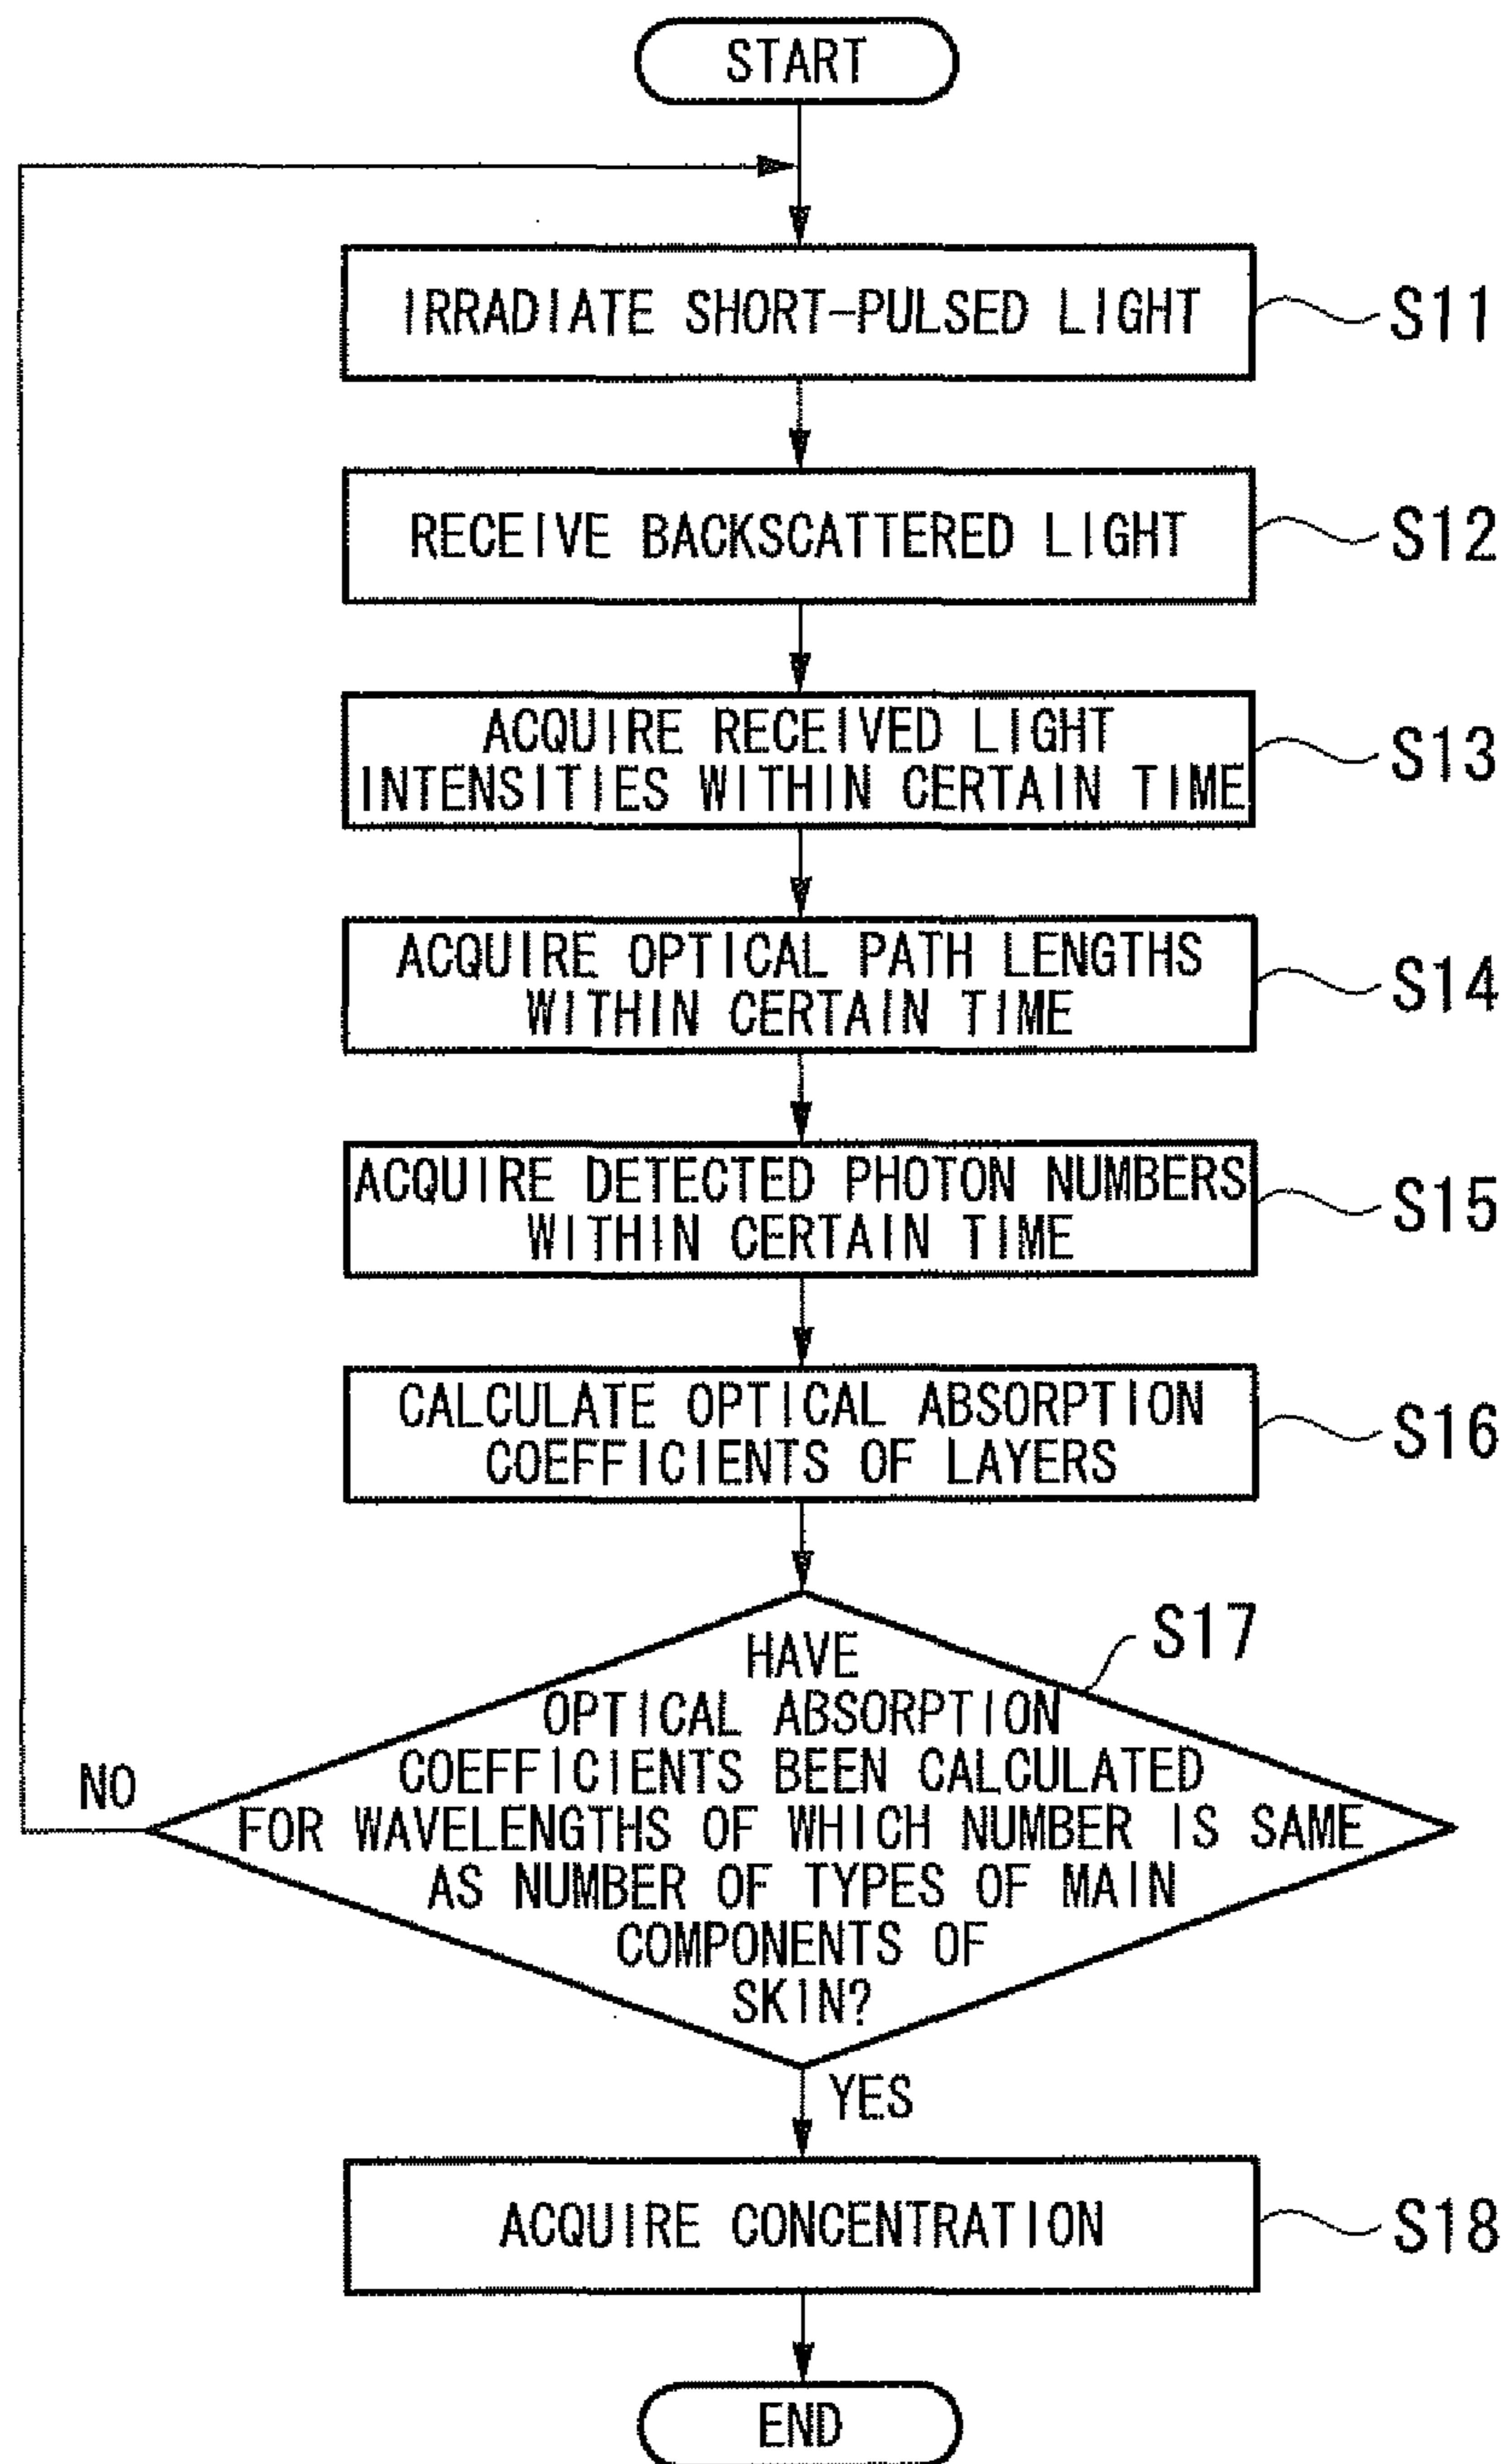 START
IRRADIATE SHORT-PULSED LIGHT
S11
RECEIVE BACKSCATTERED LIGHT
S12
ACQUIRE RECEIVED LIGHT
INTENSITIES WITHIN CERTAIN TIME
S13
ACQUIRE OPTICAL PATH LENGTHS
WITHIN CERTAIN TIME
S14
ACQUIRE DETECTED PHOTON NUMBERS
WITHIN CERTAIN TIME
S15
CALCULATE OPTICAL ABSORPTION
COEFFICIENTS OF LAYERS
S16
S17
HAVE
OPTICAL ABSORPTION
COEFFICIENTS BEEN CALCULATED
FOR WAVELENGTHS OF WHICH NUMBER IS SAME
AS NUMBER OF TYPES OF MAIN
COMPONENTS OF
SKIN?
NO
YES
ACQUIRE CONCENTRATION
S18
END